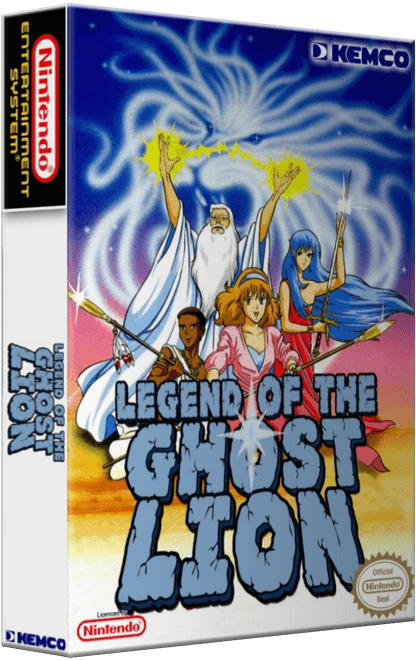 Nintendo®
ENTERTAINMENT
SYSTEM®
LEGEND OF THE
GHOST
LION
KEMCO
KEMCO
LEGEND OF THE
GHOST
LION
Licenced by
Nintendo
Official
Nintendo
Seal